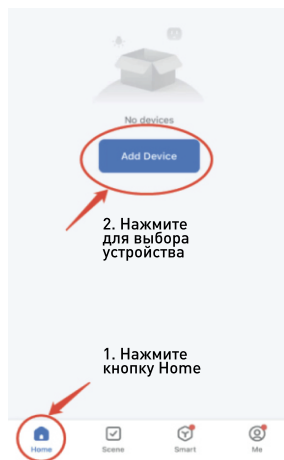 No devices
Add Device
2. Нажмите
для выбора
устройства
1. Нажмите
кнопку Home
Home
Scene
Smart
Me